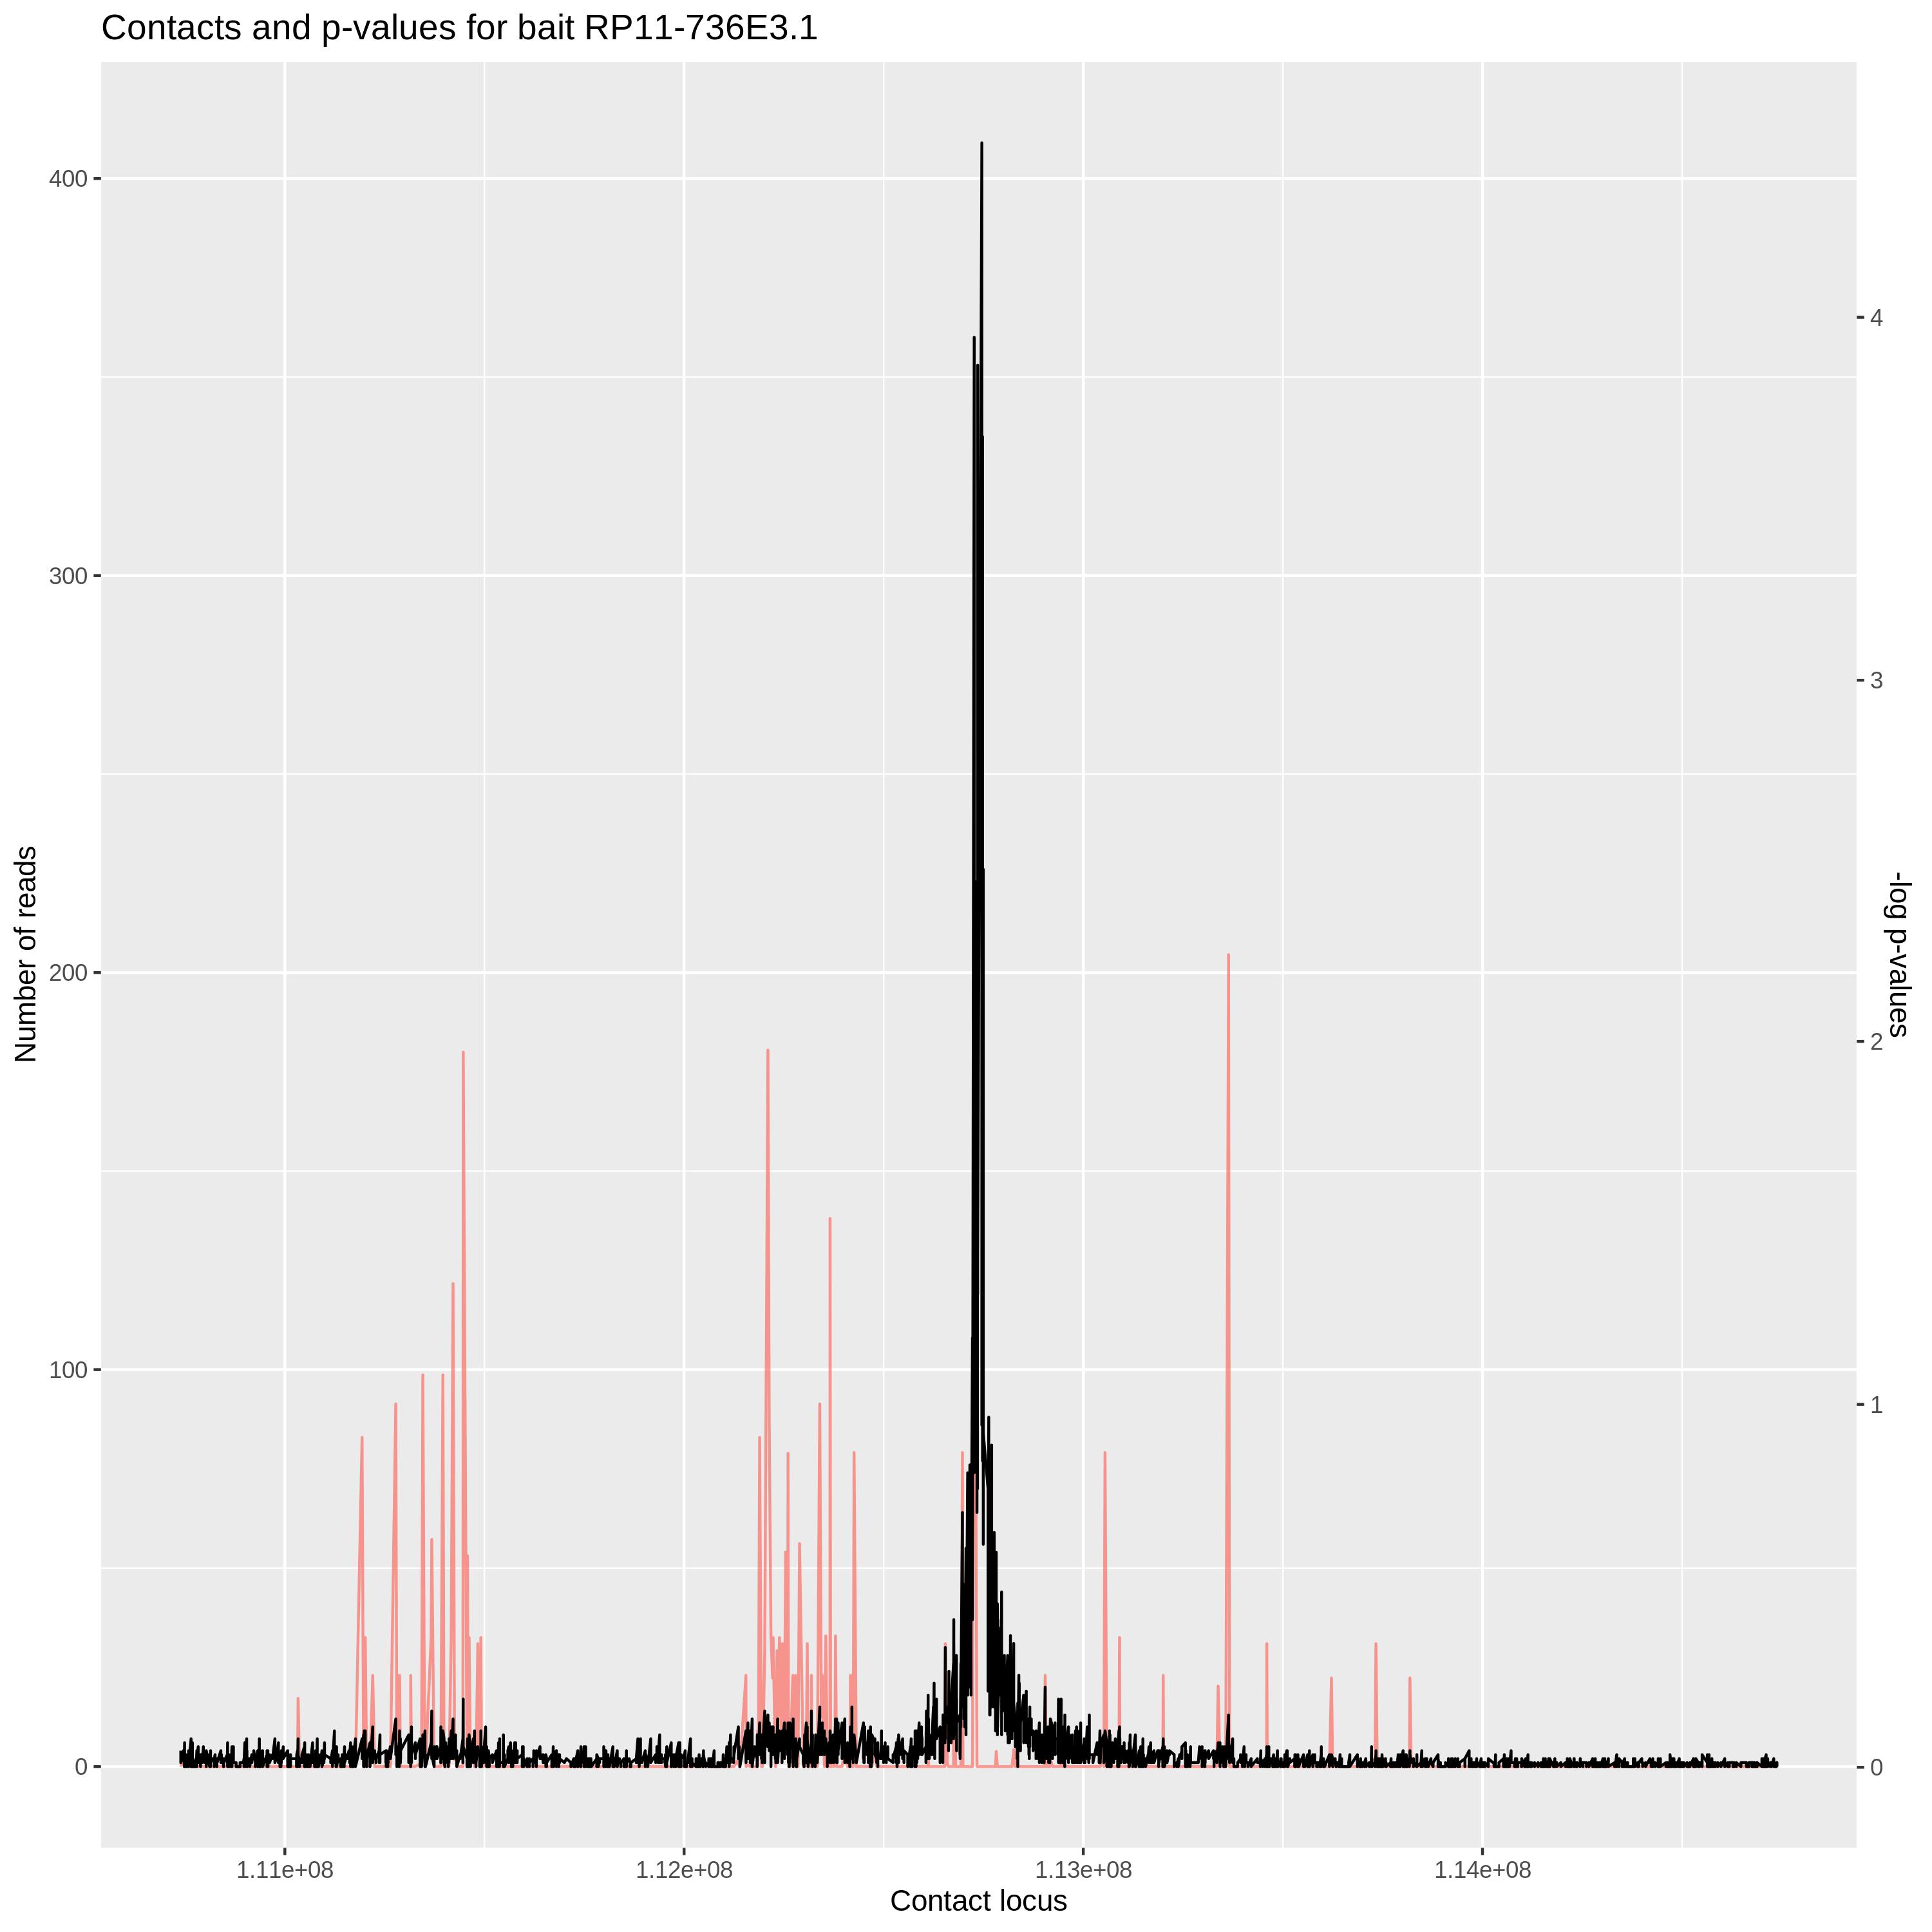 Contacts and p-values for bait RP11-736E3.1
400
300
200
100
0
Number of reads
4
3
2
1
0
-log p-values
1.11e+08
1.12e+08
1.13e+08
1.14e+08
Contact locus